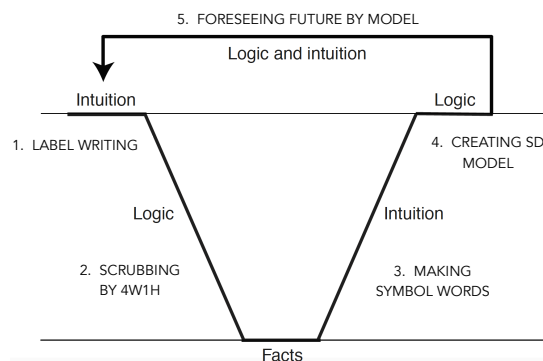 5. FORESEEING FUTURE BY MODEL
Logic and intuition
Intuition
Logic
1. LABEL WRITING
4. CREATING SD
MODEL
Logic
Intuition
2. SCRUBBING
BY 4W1H
3. MAKING
SYMBOL WORDS
Facts